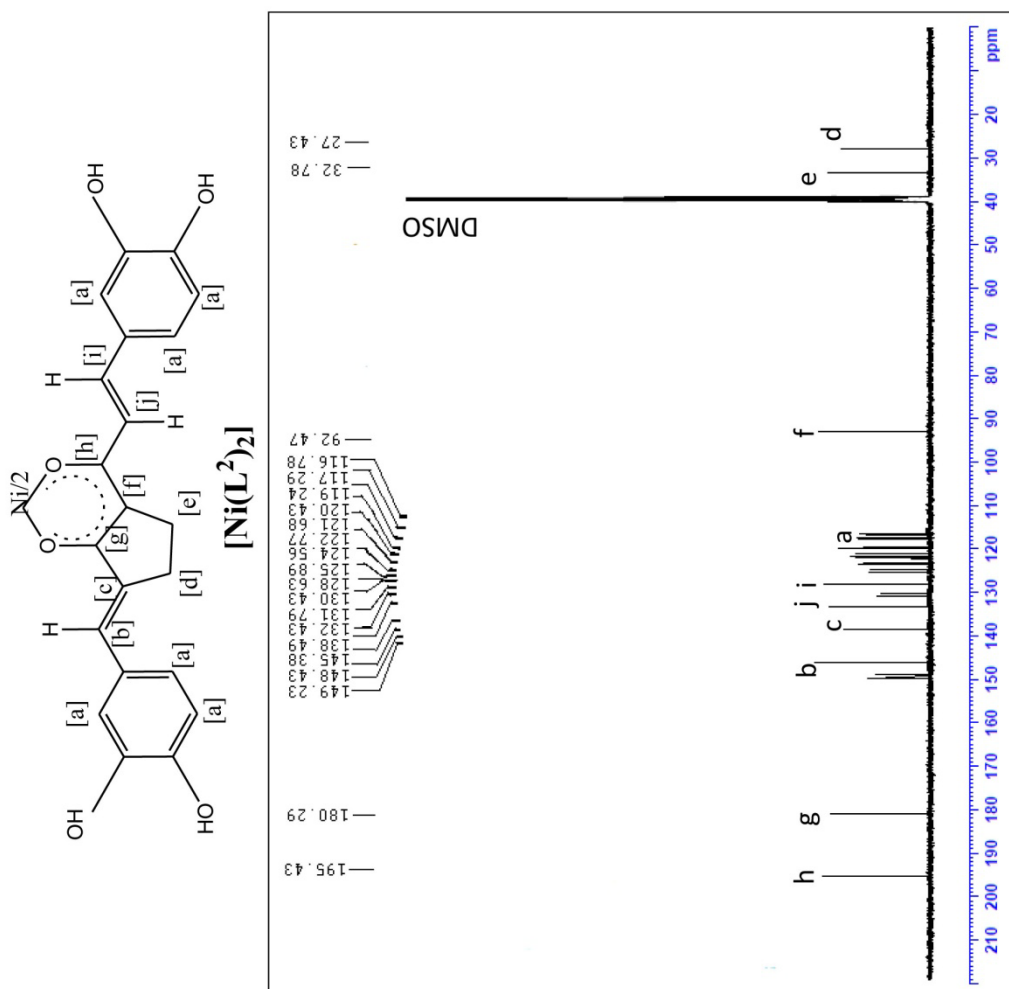 Ni/2
O
O
H
H
H
OH
HO
OH
OH
[a]
[a]
[a]
[b]
[c]
[d]
[e]
[g]
[f]
[h]
[j]
[i]
[a]
[a]
[a]
[Ni(L²)₂]
195.43
180.29
149.23
148.43
145.38
138.49
132.43
131.79
130.43
128.63
125.89
124.56
122.77
121.68
120.43
119.24
117.29
116.78
92.47
32.78
27.43
DMSO
h
g
b
c
j
i
a
f
e
d
210 200 190 180 170 160 150 140 130 120 110 100 90 80 70 60 50 40 30 20 ppm